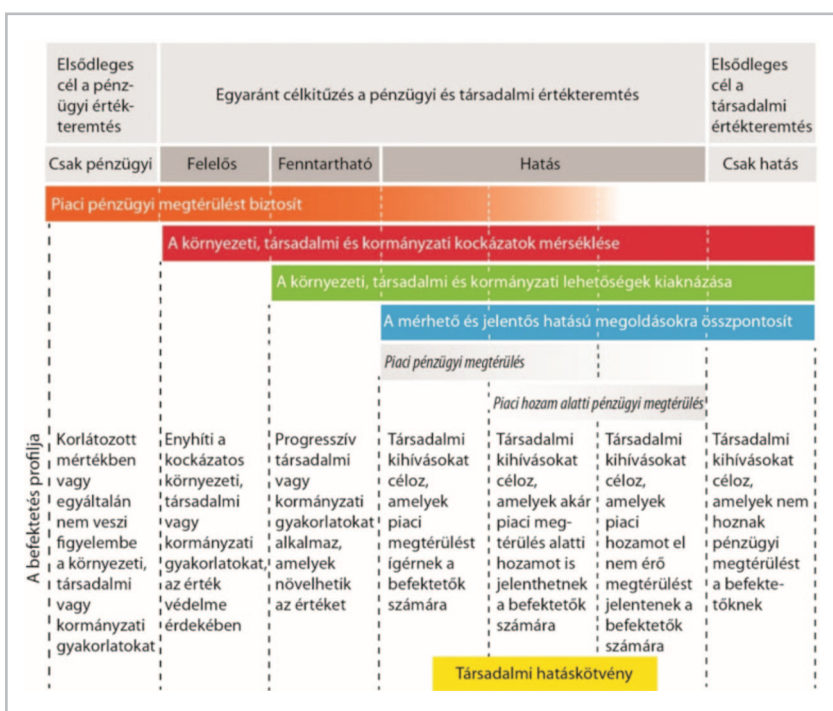 Elsődleges
cél a pénz-
ügyi érték-
teremtés
Egyaránt célkitűzés a pénzügyi és társadalmi értékteremtés
Elsődleges
cél a
társadalmi
értékteremtés
Csak pénzügyi
Felelős
Fenntartható
Hatás
Csak hatás
Piaci pénzügyi megtérülést biztosít
A környezeti, társadalmi és kormányzati kockázatok mérséklése
A környezeti, társadalmi és kormányzati lehetőségek kiaknázása
A mérhető és jelentős hatású megoldásokra összpontosít
Piaci pénzügyi megtérülés
Piaci hozam alatti pénzügyi megtérülés
A befektetés profilja
Korlátozott
mértékben
vagy
egyáltalán
nem veszi
figyelembe
a környezeti,
társadalmi
vagy
kormányzati
gyakorlatokat
Enyhíti a
kockázatos
környezeti,
társadalmi
vagy
kormányzati
gyakorlatokat,
az érték
védelme
érdekében
Progresszív
társadalmi
vagy
kormányzati
gyakorlatokat
alkalmaz,
amelyek
növelhetik
az értéket
Társadalmi
kihívásokat
céloz,
amelyek
piaci
megtérülést
ígérnek a
befektetők
számára
Társadalmi
kihívásokat
céloz,
amelyek akár
piaci meg-
térülés alatti
hozamot is
jelenthetnek
a befektetők
számára
Társadalmi
kihívásokat
céloz,
amelyek
piaci
hozamot el
nem érő
megtérülést
jelentenek a
befektetők
számára
Társadalmi
kihívásokat
céloz,
amelyek nem
hoznak
pénzügyi
megtérülést
a befekte-
tőknek
Társadalmi hatáskötvény